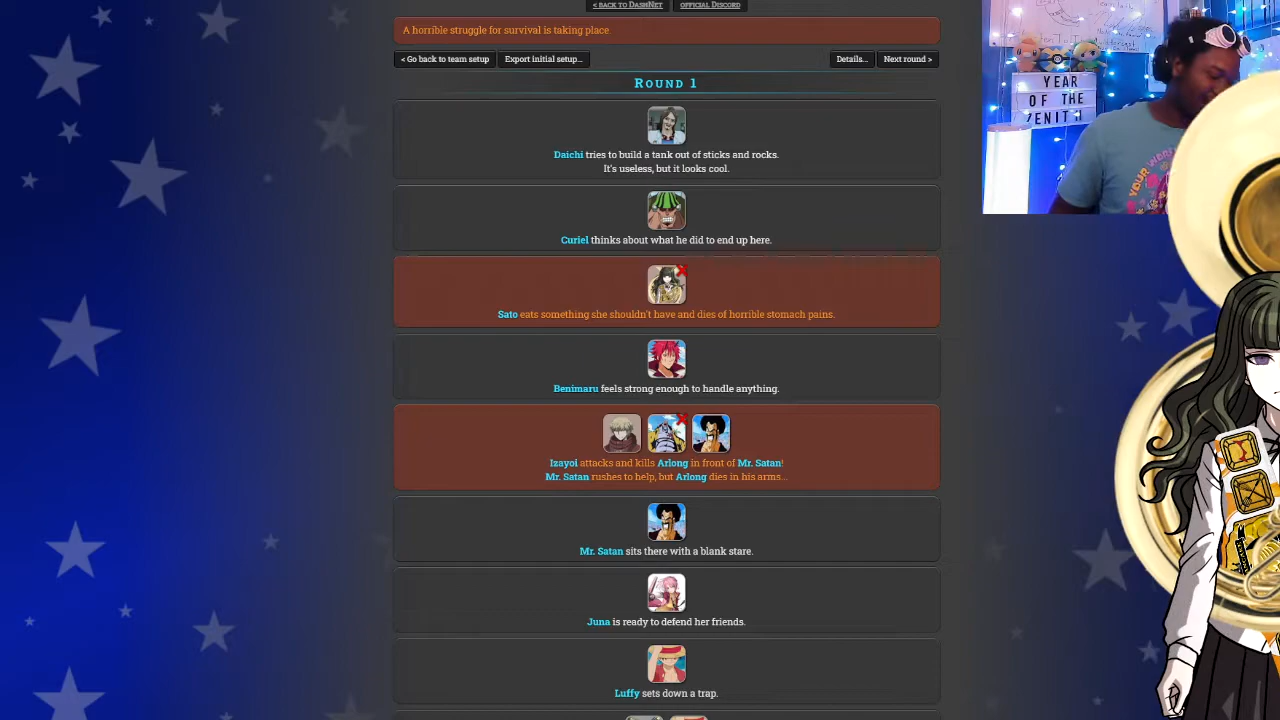 < BACK TO DASHNET
OFFICIAL DISCORD
A horrible struggle for survival is taking place
< Go back to team setup
Export initial setup...
Details...
Next round >
ROUND 1
Daichi tries to build a tank out of sticks and rocks.
It's useless, but it looks cool.
Curiel thinks about what he did to end up here.
Sato eats something she shouldn't have and dies of horrible stomach pains.
Benimaru feels strong enough to handle anything.
Izayoi attacks and kills Arlong in front of Mr. Satan!
Mr. Satan rushes to help, but Arlong dies in his arms...
Mr. Satan sits there with a blank stare.
Juna is ready to defend her friends.
Luffy sets down a trap.
YEAR
OF THE
ZENITH
YOUR